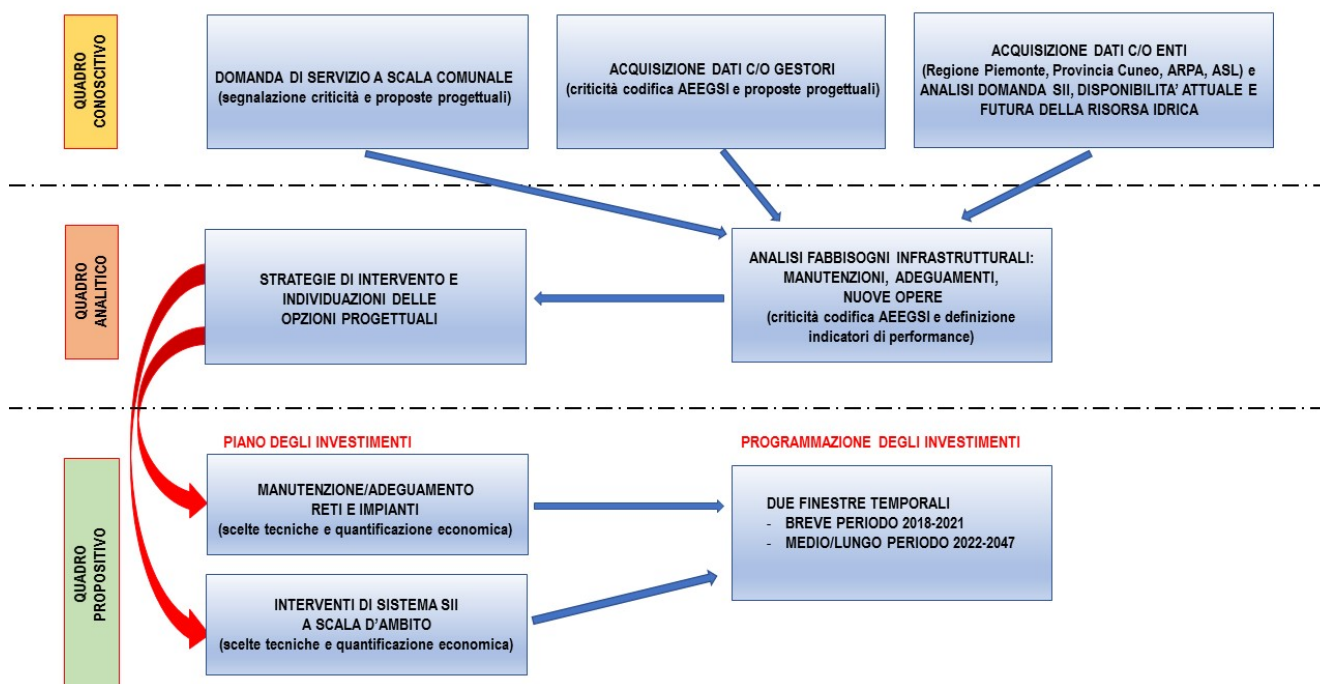 QUADRO
CONOSCITIVO
DOMANDA DI SERVIZIO A SCALA COMUNALE
(segnalazione criticità e proposte progettuali)
ACQUISIZIONE DATI C/O GESTORI
(criticità codifica AEEGSI e proposte progettuali)
ACQUISIZIONE DATI C/O ENTI
(Regione Piemonte, Provincia Cuneo, ARPA, ASL) e
ANALISI DOMANDA SII, DISPONIBILITA' ATTUALE E
FUTURA DELLA RISORSA IDRICA
QUADRO
ANALITICO
STRATEGIE DI INTERVENTO E
INDIVIDUAZIONI DELLE
OPZIONI PROGETTUALI
ANALISI FABBISOGNI INFRASTRUTTURALI:
MANUTENZIONI, ADEGUAMENTI,
NUOVE OPERE
(criticità codifica AEEGSI e definizione
indicatori di performance)
QUADRO
PROPOSITIVO
PIANO DEGLI INVESTIMENTI
MANUTENZIONE/ADEGUAMENTO
RETI E IMPIANTI
(scelte tecniche e quantificazione economica)
INTERVENTI DI SISTEMA SII
A SCALA D'AMBITO
(scelte tecniche e quantificazione economica)
PROGRAMMAZIONE DEGLI INVESTIMENTI
DUE FINESTRE TEMPORALI
- BREVE PERIODO 2018-2021
- MEDIO/LUNGO PERIODO 2022-2047